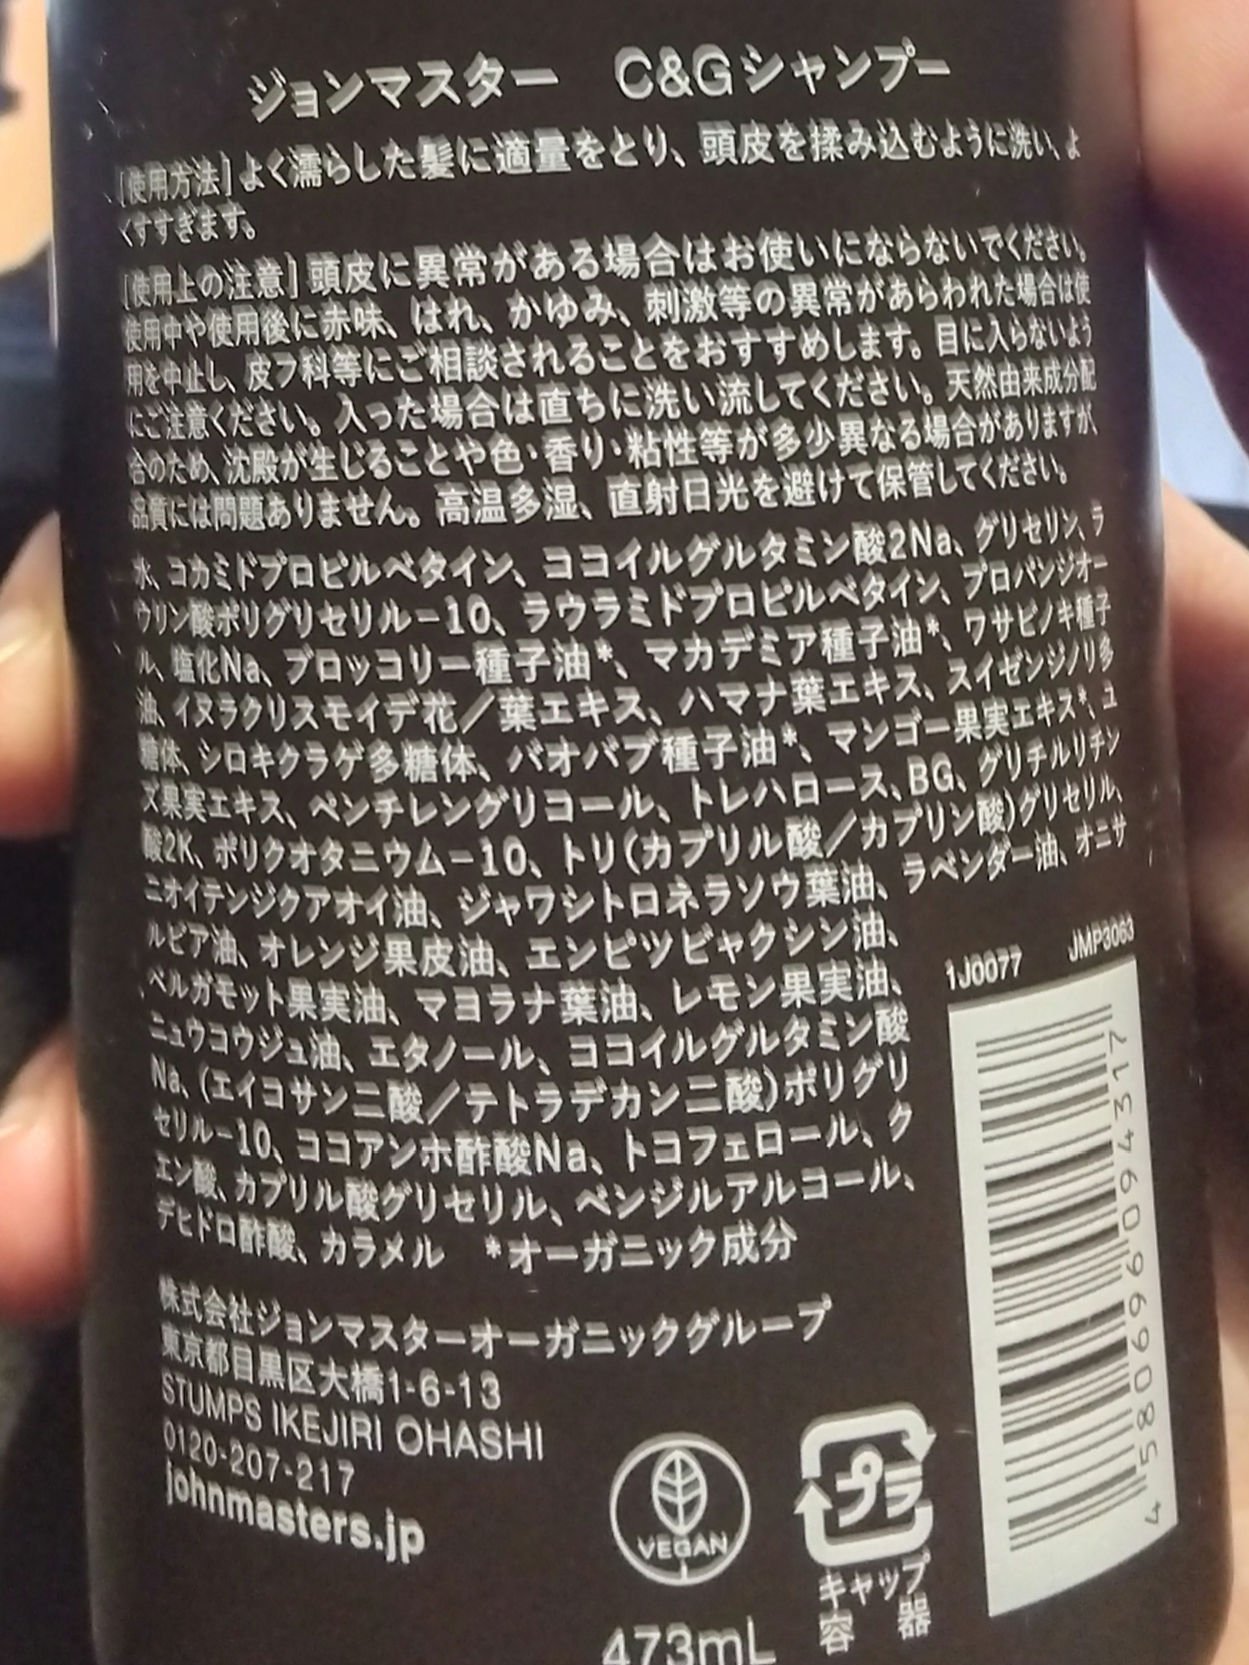 ジョンマスター　C&Gシャンプー
[使用方法]よく濡らした髪に適量をとり、頭皮を揉み込むように洗い、よ
くすすぎます。
[使用上の注意]頭皮に異常がある場合はお使いにならないでください。
使用中や使用後に赤味、はれ、かゆみ、刺激等の異常があらわれた場合は使
用を中止し、皮フ科等にご相談されることをおすすめします。目に入らないよう
にご注意ください。入った場合は直ちに洗い流してください。天然由来成分配
合のため、沈殿が生じることや色・香り・粘性等が多少異なる場合がありますが、
品質には問題ありません。高温多湿、直射日光を避けて保管してください。
水、コカミドプロピルベタイン、ココイルグルタミン酸2Na、グリセリン、ラ
ウリン酸ポリグリセリル-10、ラウラミドプロピルベタイン、プロパンジオー
ル、塩化Na、ブロッコリー種子油*、マカデミア種子油*、ワサビノキ種子
油、イヌラクリスモイデ花/葉エキス、ハマナ葉エキス、スイゼンジノリ多
糖体、シロキクラゲ多糖体、バオバブ種子油*、マンゴー果実エキス*、ユ
ズ果実エキス、ペンチレングリコール、トレハロース、BG、グリチルリチン
酸2K、ポリクオタニウム-10、トリ(カプリル酸/カプリン酸)グリセリル、
ニオイテンジクアオイ油、ジャワシトロネラソウ葉油、ラベンダー油、オニサ
ルビア油、オレンジ果皮油、エンピツビャクシン油、
ベルガモット果実油、マヨラナ葉油、レモン果実油、
ニュウコウジュ油、エタノール、ココイルグルタミン酸
Na、(エイコサン二酸/テトラデカン二酸)ポリグリ
セリル-10、ココアンホ酢酸Na、トコフェロール、ク
エン酸、カプリル酸グリセリル、ベンジルアルコール、
デヒドロ酢酸、カラメル　*オーガニック成分
1J0077 JMP3063
4580696094317
株式会社ジョンマスターオーガニックグループ
東京都目黒区大橋1-6-13
STUMPS IKEJIRI OHASHI
0120-207-217
johnmasters.jp
VEGAN
プラ
キャップ
容器
473mL